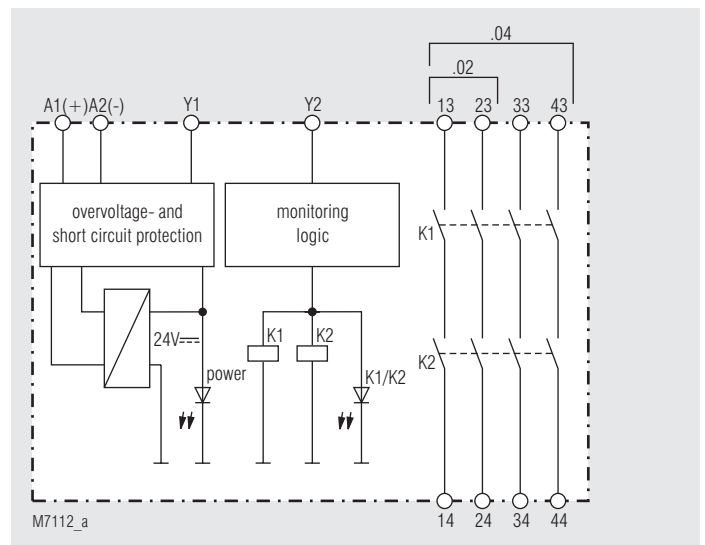 .04
.02
A1(+) A2(-) Y1 Y2 13 23 33 43
overvoltage- and
short circuit protection
monitoring
logic
K1
24V
K1 K2
K2
power
K1/K2
14 24 34 44
M7112_a